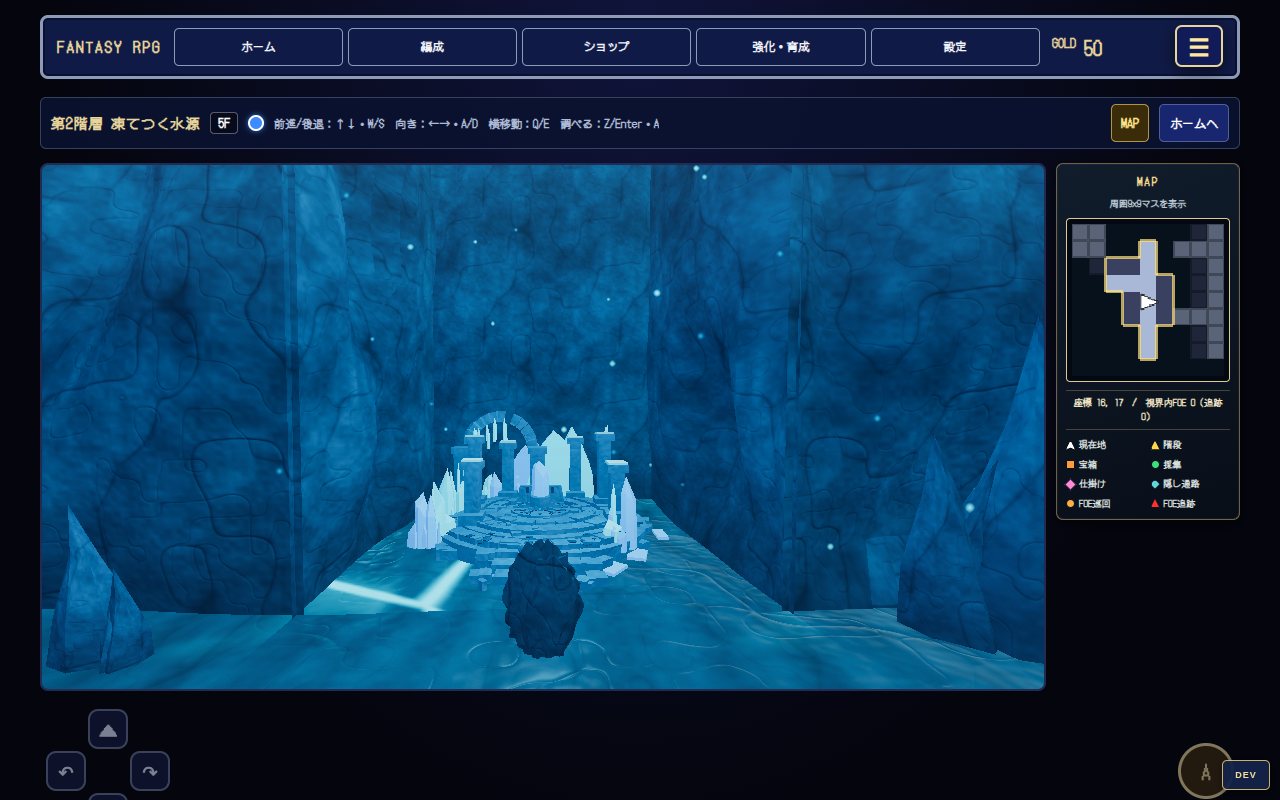 FANTASY RPG
ホーム
編成
ショップ
強化・育成
設定
GOLD 50
第2階層 凍てつく水源
5F
前進/後退：↑↓・W/S 向き：←→・A/D 横移動：Q/E 調べる：Z/Enter・A
MAP
ホームへ
MAP
周囲9x9マスを表示
座標 16, 17 / 視界内FOE 0（追跡
0）
現在地
階段
宝箱
採集
仕掛け
隠し通路
FOE巡回
FOE追跡
A
DEV